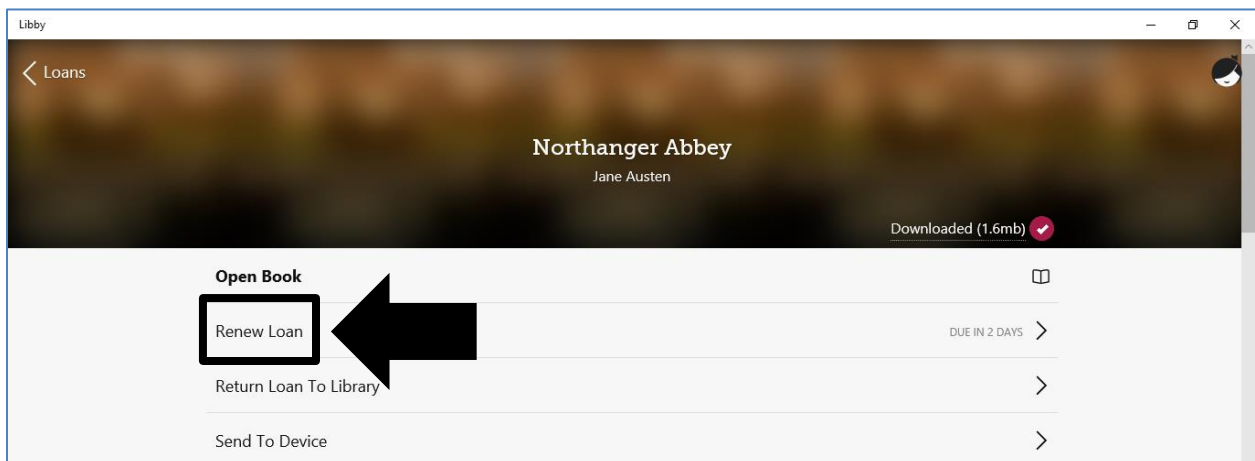 Libby
Loans
Northanger Abbey
Jane Austen
Downloaded (1.6mb)
Open Book
Renew Loan
DUE IN 2 DAYS
Return Loan To Library
Send To Device